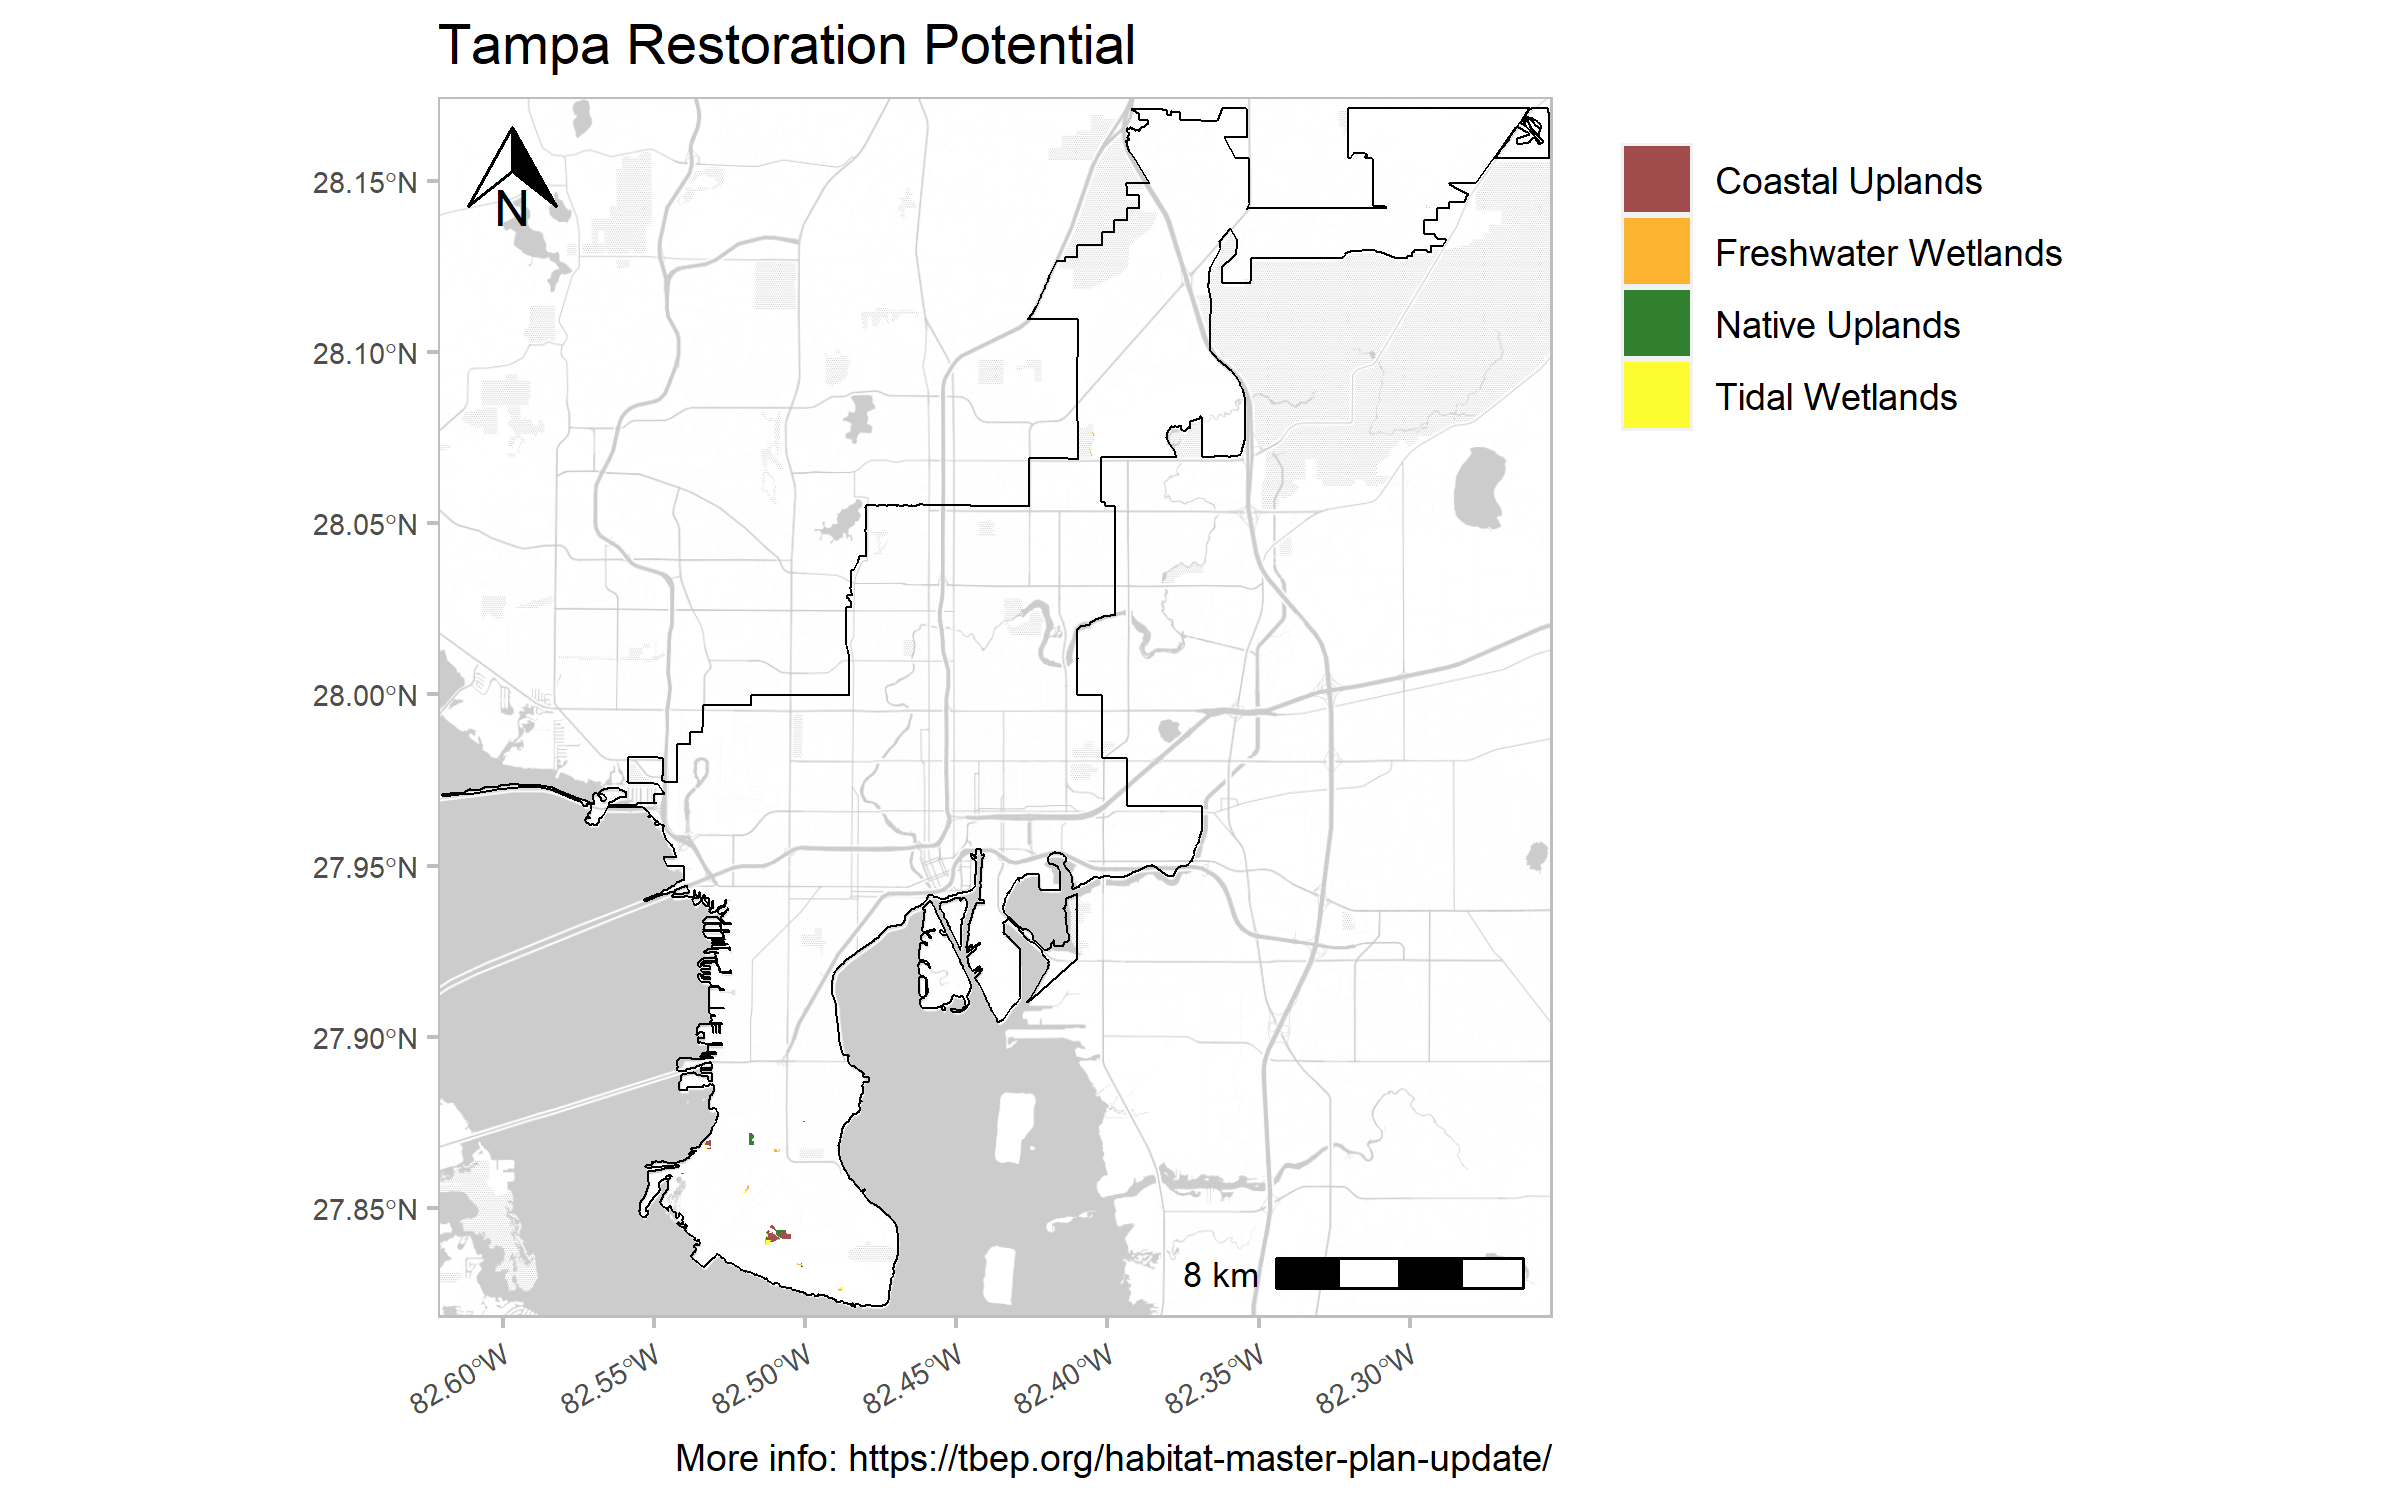 Tampa Restoration Potential
N
28.15°N
28.10°N
28.05°N
28.00°N
27.95°N
27.90°N
27.85°N
82.60°W
82.55°W
82.50°W
82.45°W
82.40°W
82.35°W
82.30°W
8 km
Coastal Uplands
Freshwater Wetlands
Native Uplands
Tidal Wetlands
More info: https://tbep.org/habitat-master-plan-update/